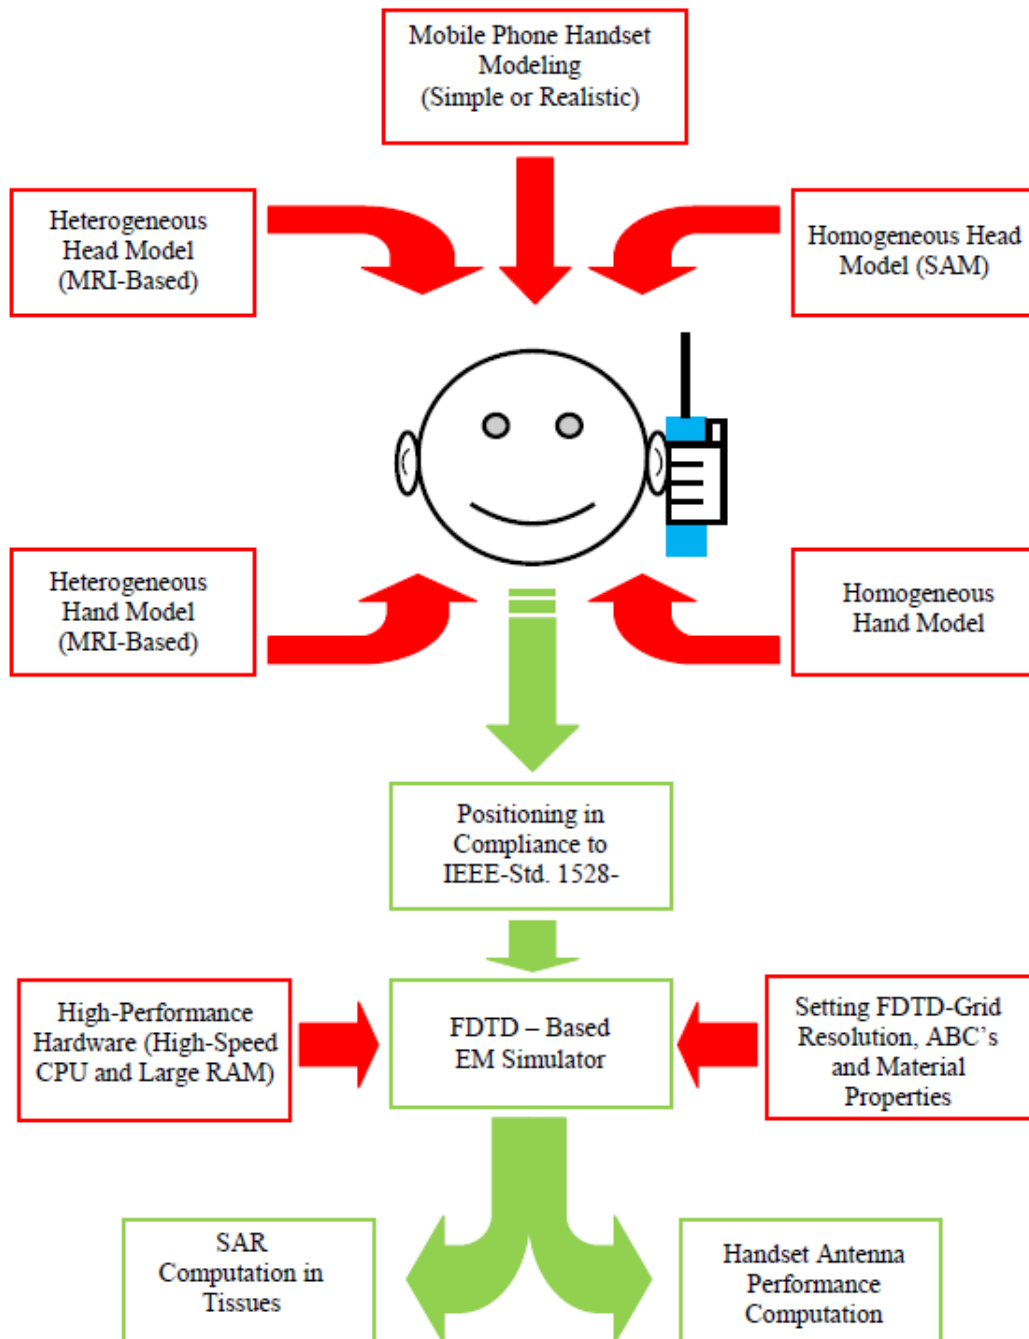 Mobile Phone Handset
Modeling
(Simple or Realistic)
Heterogeneous
Head Model
(MRI-Based)
Homogeneous Head
Model (SAM)
Heterogeneous
Hand Model
(MRI-Based)
Homogeneous
Hand Model
Positioning in
Compliance to
IEEE-Std. 1528-
High-Performance
Hardware (High-Speed
CPU and Large RAM)
FDTD – Based
EM Simulator
Setting FDTD-Grid
Resolution, ABC’s
and Material
Properties
SAR
Computation in
Tissues
Handset Antenna
Performance
Computation